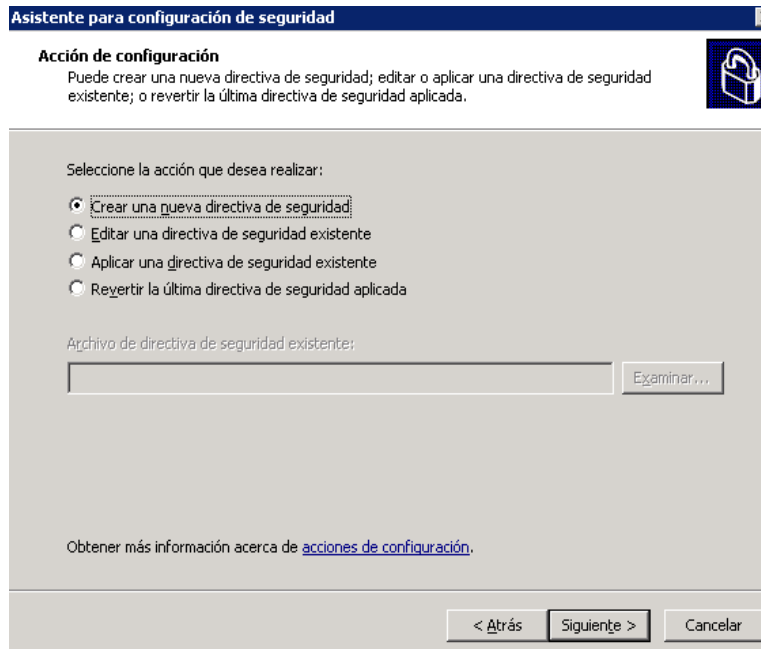 Asistente para configuración de seguridad
Acción de configuración
Puede crear una nueva directiva de seguridad; editar o aplicar una directiva de seguridad
existente; o revertir la última directiva de seguridad aplicada.
Seleccione la acción que desea realizar:
Crear una nueva directiva de seguridad
Editar una directiva de seguridad existente
Aplicar una directiva de seguridad existente
Revertir la última directiva de seguridad aplicada
Archivo de directiva de seguridad existente:
Examinar...
Obtener más información acerca de acciones de configuración.
< Atrás Siguiente > Cancelar